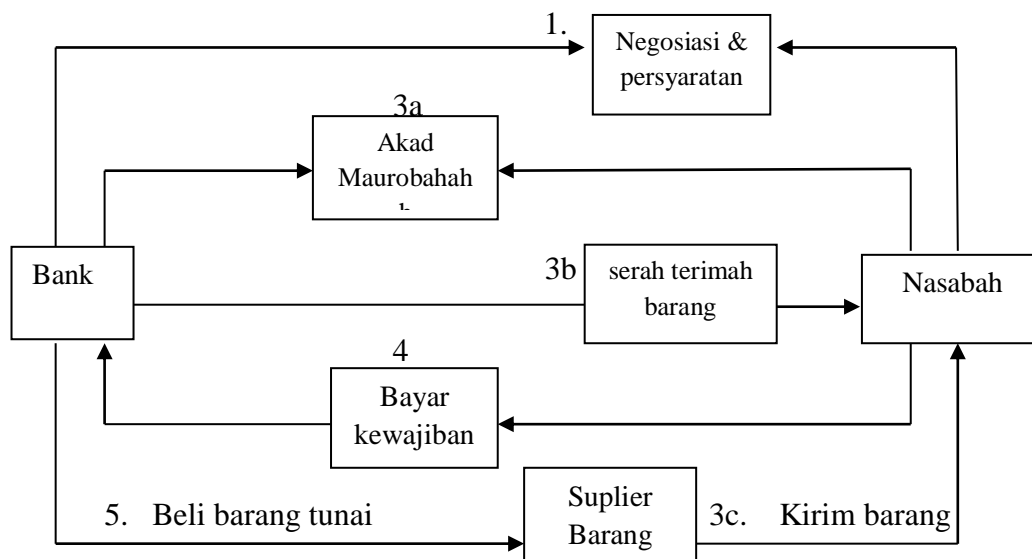 1.
Negosiasi &
persyaratan
3a
Akad
Maurobahah
Bank
3b
serah terimah
barang
Nasabah
4
Bayar
kewajiban
5. Beli barang tunai
Suplier
Barang
3c. Kirim barang